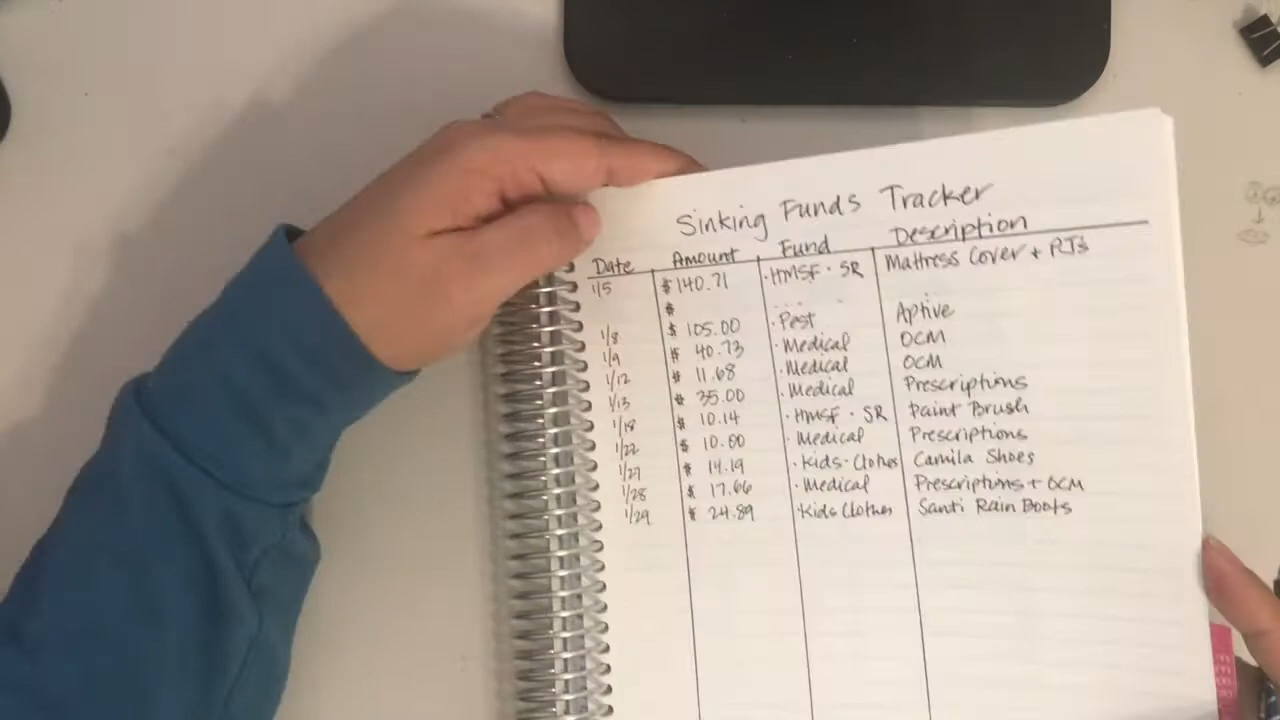 Sinking Funds Tracker
Date Amount Fund Description
1/5 $140.71 · HMSF · SR Mattress Cover + PJs
$
1/8 $ 105.00 · Pest Aptive
1/9 $ 40.73 · Medical OCM
1/12 $ 11.68 · Medical OCM
1/13 $ 35.00 · Medical Prescriptions
1/18 $ 10.14 · HMSF · SR Paint Brush
1/22 $ 10.00 · Medical Prescriptions
1/27 $ 14.19 · Kids · Clothes Camila Shoes
1/28 $ 17.66 · Medical Prescriptions + OCM
1/29 $ 24.89 · Kids Clothes Santi Rain Boots